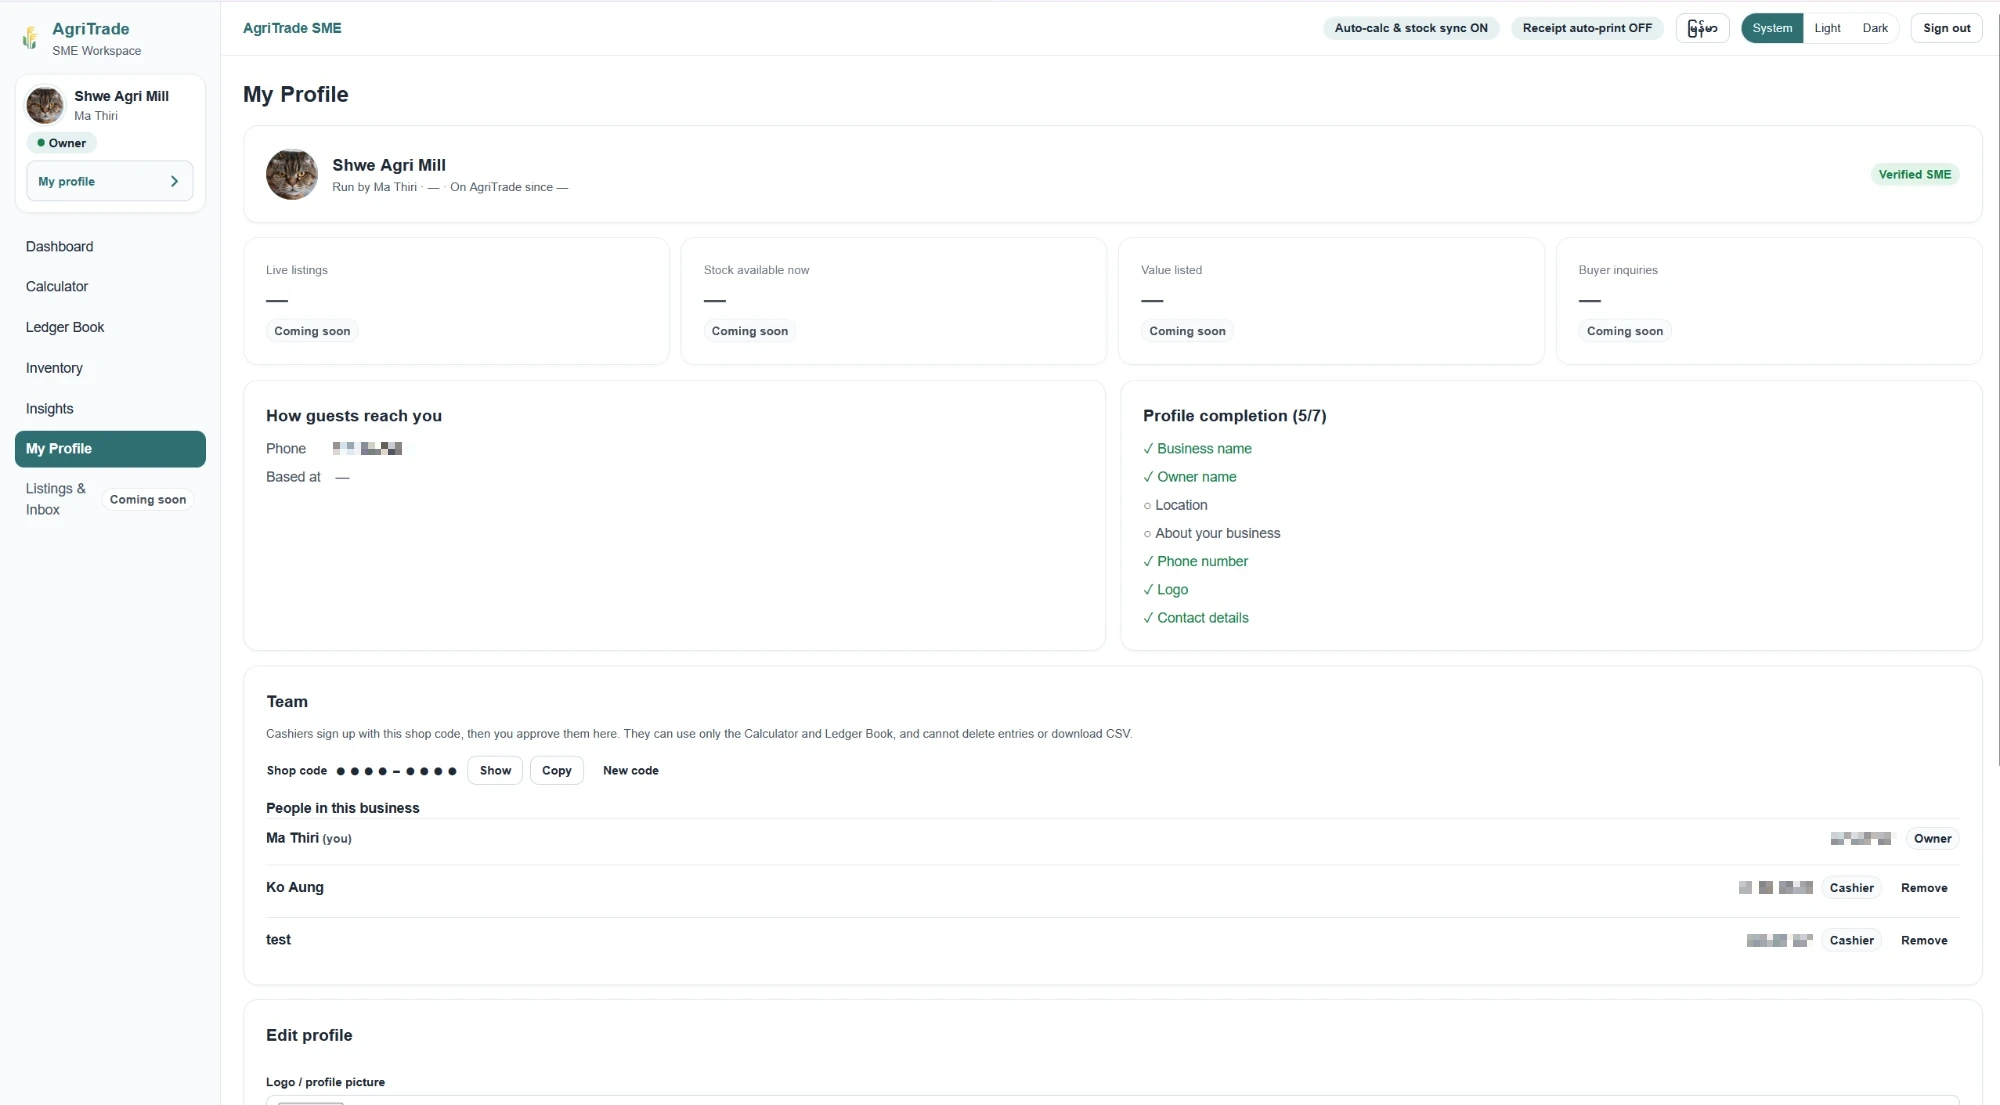 AgriTrade
SME Workspace
Shwe Agri Mill
Ma Thiri
Owner
My profile
Dashboard
Calculator
Ledger Book
Inventory
Insights
My Profile
Listings & Inbox
Coming soon
AgriTrade SME
Auto-calc & stock sync ON
Receipt auto-print OFF
မြန်မာ
System
Light
Dark
Sign out
My Profile
Shwe Agri Mill
Run by Ma Thiri · — · On AgriTrade since —
Verified SME
Live listings
—
Coming soon
Stock available now
—
Coming soon
Value listed
—
Coming soon
Buyer inquiries
—
Coming soon
How guests reach you
Phone
Based at —
Profile completion (5/7)
✓ Business name
✓ Owner name
○ Location
○ About your business
✓ Phone number
✓ Logo
✓ Contact details
Team
Cashiers sign up with this shop code, then you approve them here. They can use only the Calculator and Ledger Book, and cannot delete entries or download CSV.
Shop code ●●●●–●●●● Show Copy New code
People in this business
Ma Thiri (you) Owner
Ko Aung Cashier Remove
test Cashier Remove
Edit profile
Logo / profile picture